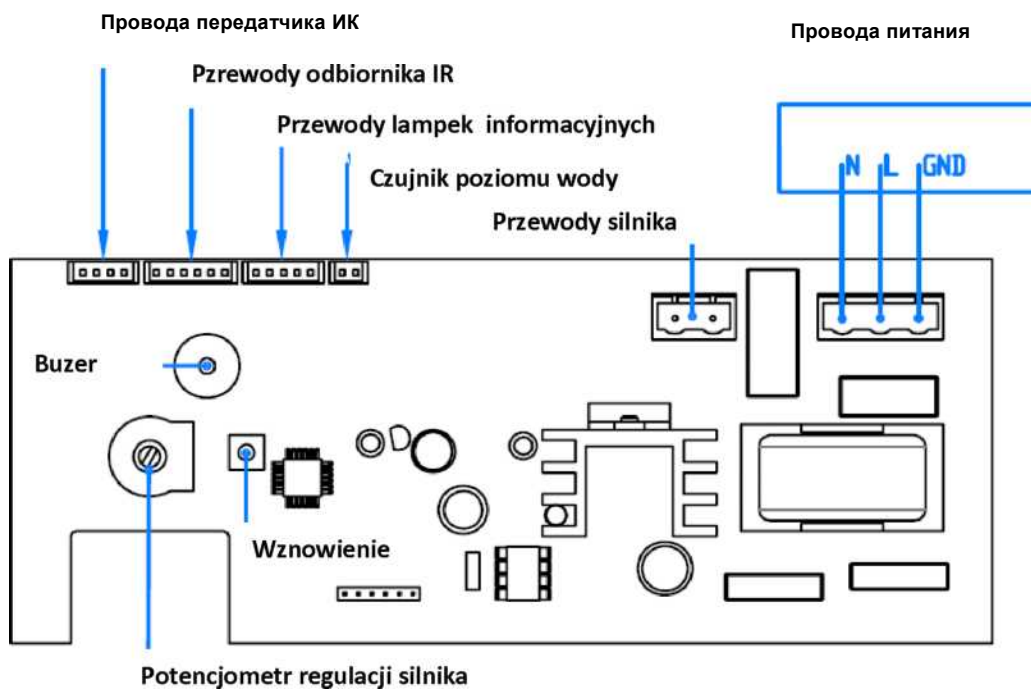 Провода передатчика ИК
Провода питания
Pzrewody odbiornika IR
Przewody lampek informacyjnych
Czujnik poziomu wody
N L GND
Przewody silnika
Buzer
Wznowienie
Potencjometr regulacji silnika